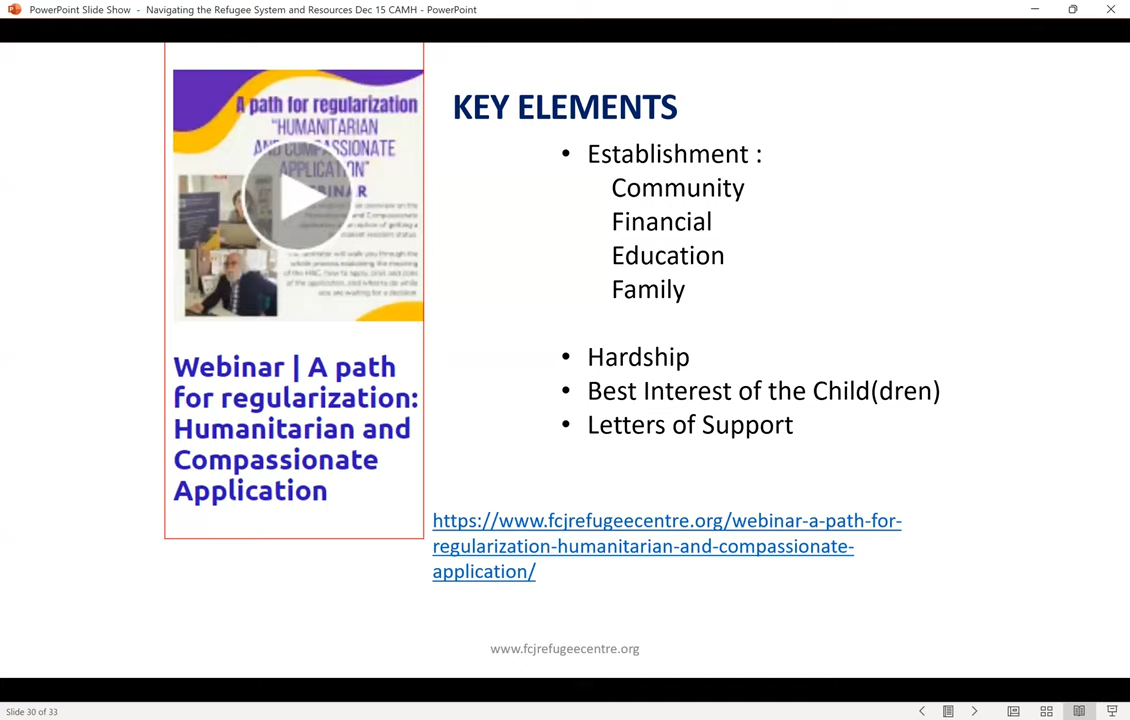 PowerPoint Slide Show - Navigating the Refugee System and Resources Dec 15 CAMH - PowerPoint
A path for regularization
"HUMANITARIAN
AND COMPASSIONATE
APPLICATION"
Webinar | A path
for regularization:
Humanitarian and
Compassionate
Application
KEY ELEMENTS
• Establishment :
Community
Financial
Education
Family
• Hardship
• Best Interest of the Child(dren)
• Letters of Support
https://www.fcjrefugeecentre.org/webinar-a-path-for-
regularization-humanitarian-and-compassionate-
application/
www.fcjrefugeecentre.org
Slide 30 of 33